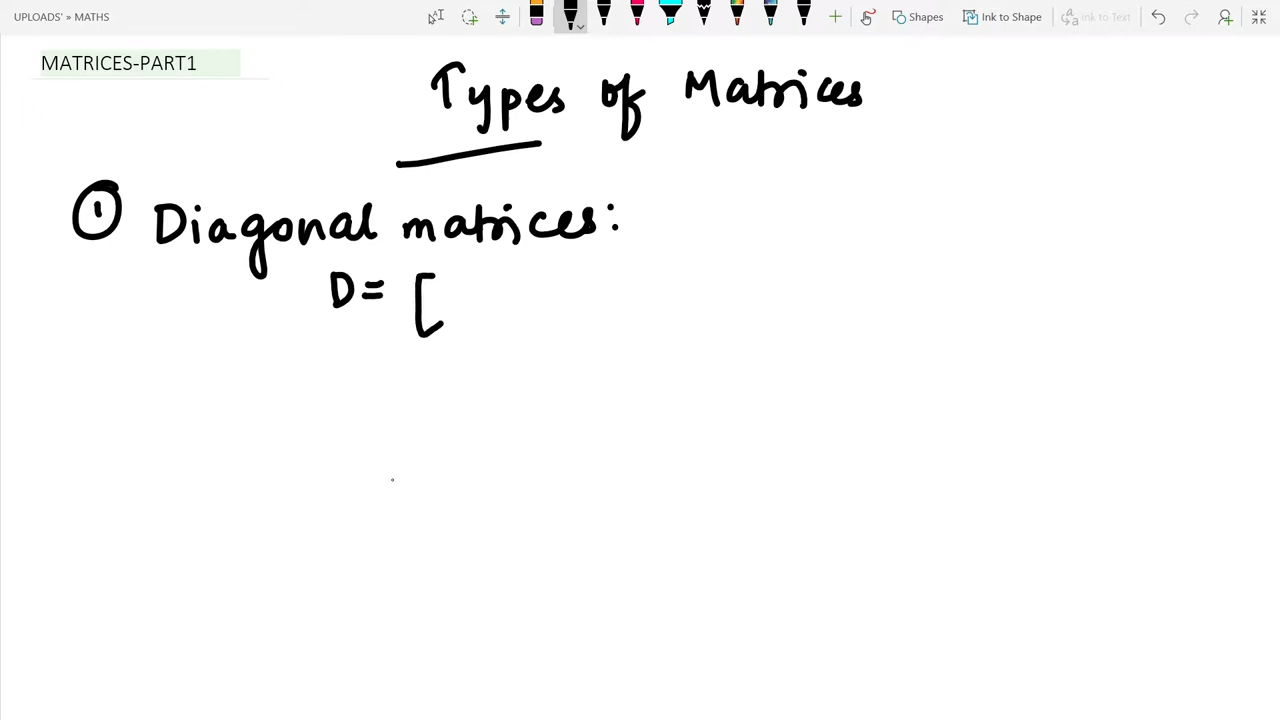 UPLOADS' » MATHS
Shapes Ink to Shape Ink to Text
MATRICES-PART1
Types of Matrices
① Diagonal matrices:
D= [